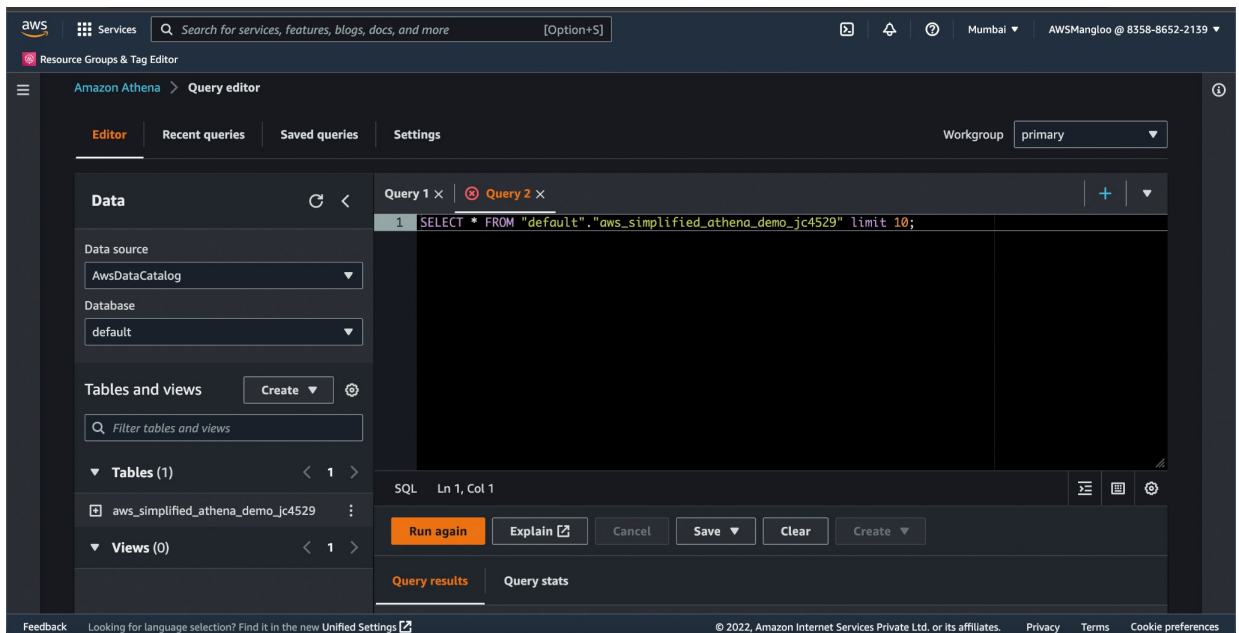 aws
Services
Search for services, features, blogs, docs, and more
[Option+S]
Mumbai
AWSMangloo @ 8358-8652-2139
Resource Groups & Tag Editor
Amazon Athena > Query editor
Editor
Recent queries
Saved queries
Settings
Workgroup
primary
Data
Data source
AwsDataCatalog
Database
default
Tables and views
Create
Filter tables and views
Tables (1)
1
aws_simplified_athena_demo_jc4529
Views (0)
1
Query 1
Query 2
1 SELECT * FROM "default"."aws_simplified_athena_demo_jc4529" limit 10;
SQL Ln 1, Col 1
Run again
Explain
Cancel
Save
Clear
Create
Query results
Query stats
Feedback
Looking for language selection? Find it in the new Unified Settings
© 2022, Amazon Internet Services Private Ltd. or its affiliates.
Privacy
Terms
Cookie preferences